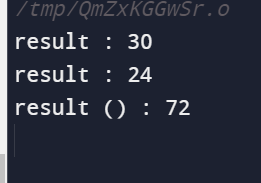 /tmp/QmZxKGGwSr.o
result : 30
result : 24
result () : 72